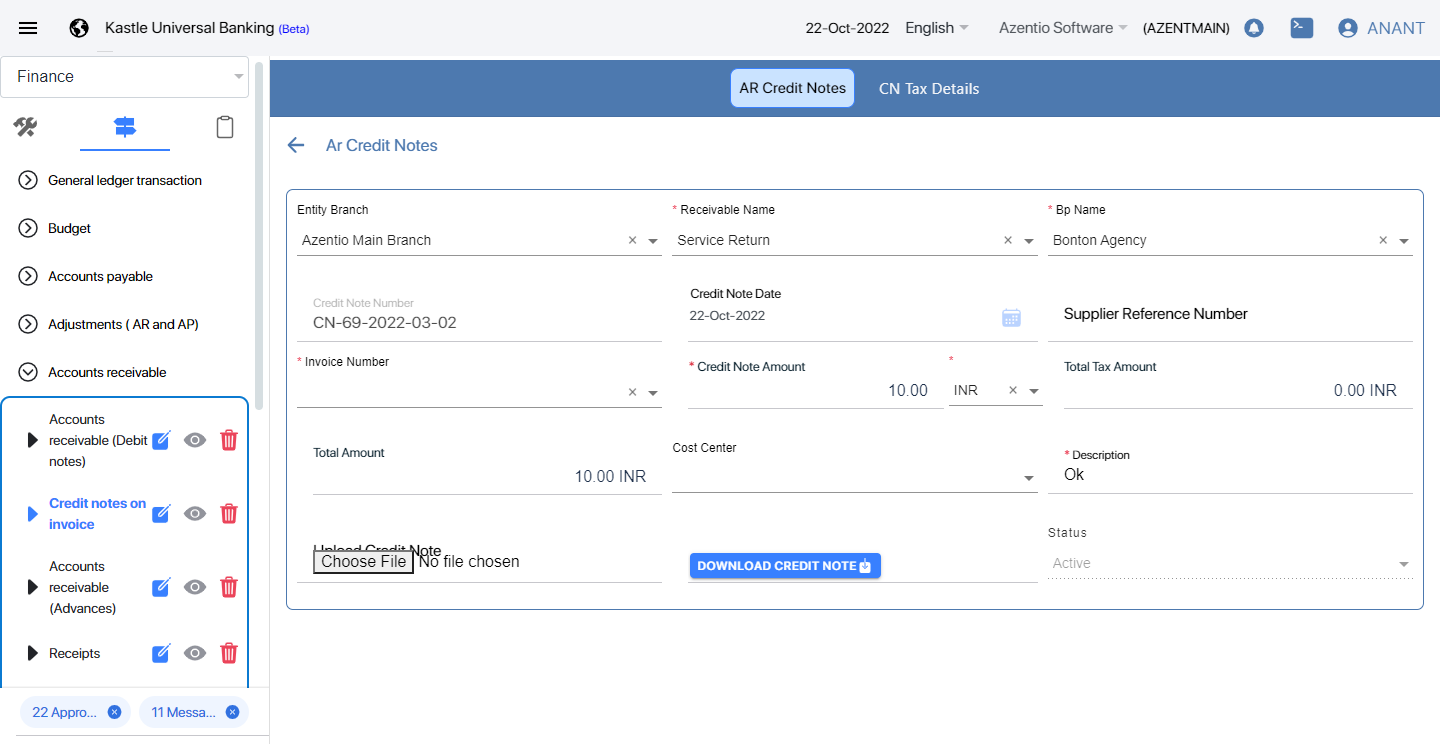 Kastle Universal Banking (Beta)
22-Oct-2022 English Azentio Software (AZENTMAIN) ANANT
Finance
AR Credit Notes CN Tax Details
Ar Credit Notes
General ledger transaction
Budget
Accounts payable
Adjustments ( AR and AP)
Accounts receivable
Accounts
receivable (Debit
notes)
Credit notes on
invoice
Accounts
receivable
(Advances)
Receipts
22 Appro... 11 Messa...
Entity Branch
Azentio Main Branch
* Receivable Name
Service Return
* Bp Name
Bonton Agency
Credit Note Number
CN-69-2022-03-02
Credit Note Date
22-Oct-2022
Supplier Reference Number
* Invoice Number
* Credit Note Amount
10.00
*
INR
Total Tax Amount
0.00 INR
Total Amount
10.00 INR
Cost Center
* Description
Ok
Upload Credit Note
Choose File No file chosen
DOWNLOAD CREDIT NOTE
Status
Active